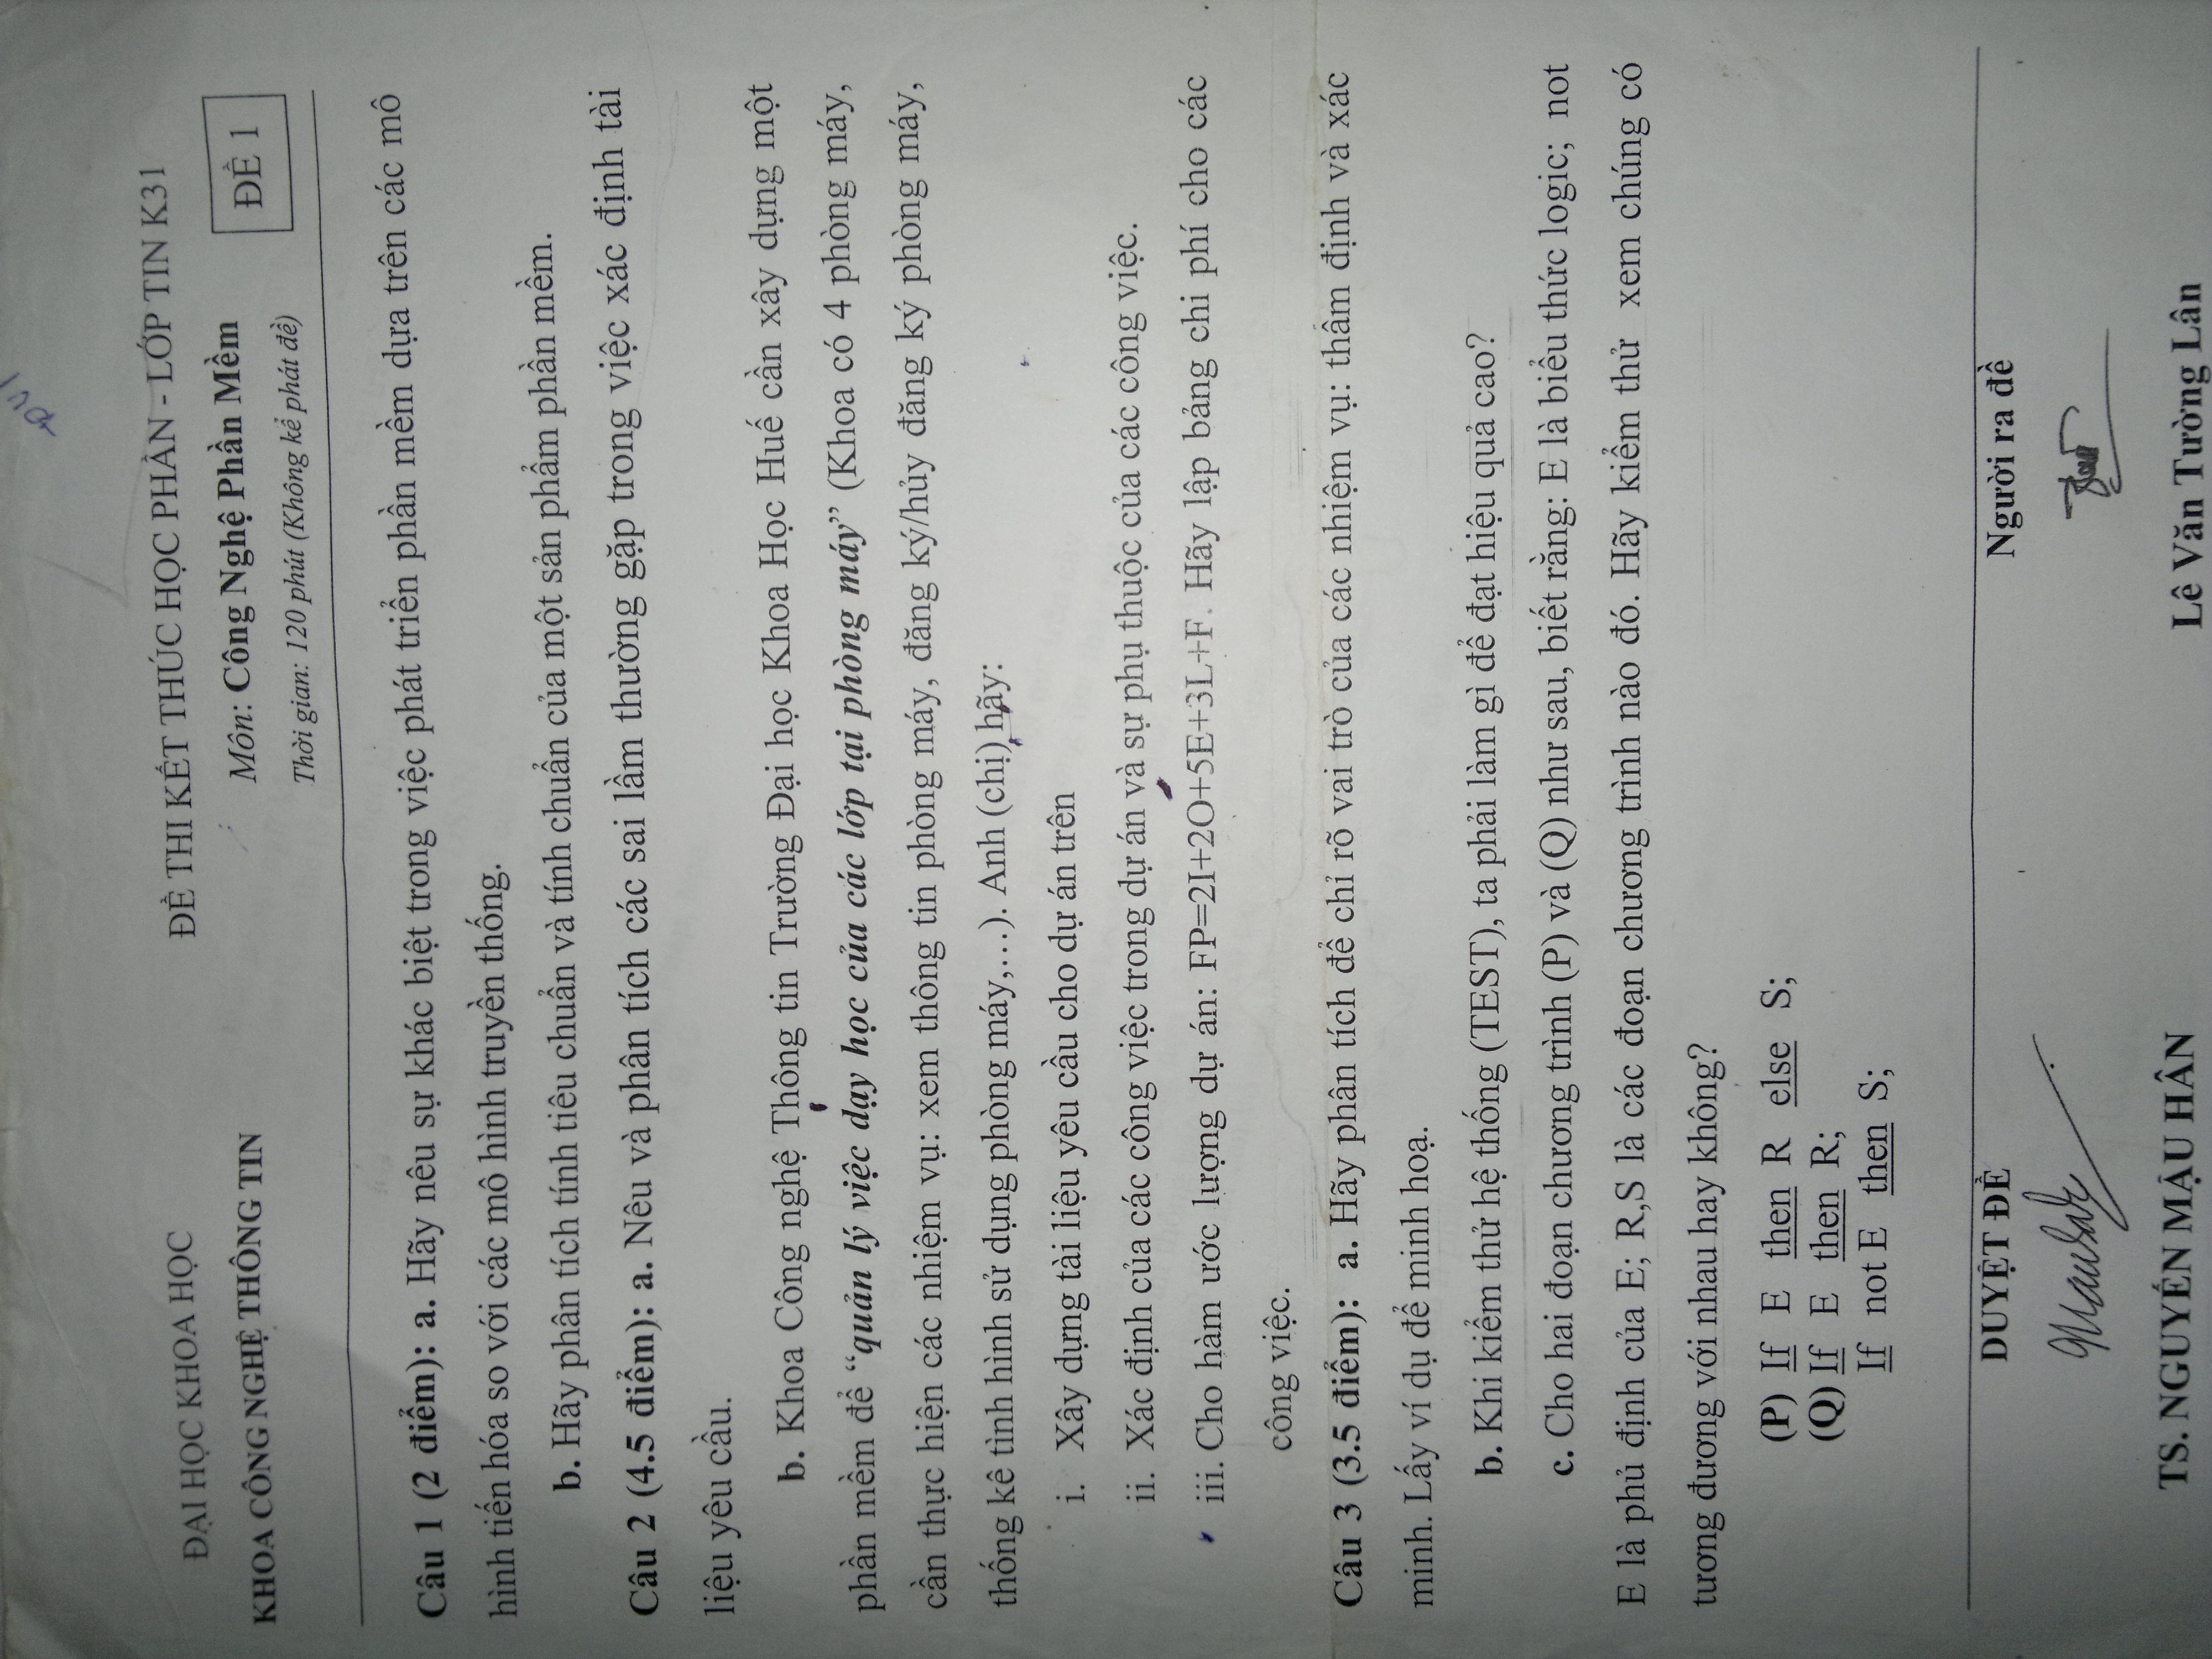 ĐẠI HỌC KHOA HỌC
KHOA CÔNG NGHỆ THÔNG TIN
ĐỀ THI KẾT THÚC HỌC PHẦN - LỚP TIN K31
Môn: Công Nghệ Phần Mềm
Thời gian: 120 phút (Không kể phát đề)
ĐỀ 1
Câu 1 (2 điểm): a. Hãy nêu sự khác biệt trong việc phát triển phần mềm dựa trên các mô
hình tiến hóa so với các mô hình truyền thống.
b. Hãy phân tích tính tiêu chuẩn và tính chuẩn của một sản phẩm phần mềm.
Câu 2 (4.5 điểm): a. Nêu và phân tích các sai lầm thường gặp trong việc xác định tài
liệu yêu cầu.
b. Khoa Công nghệ Thông tin Trường Đại học Khoa Học Huế cần xây dựng một
phần mềm để “quản lý việc dạy học của các lớp tại phòng máy” (Khoa có 4 phòng máy,
cần thực hiện các nhiệm vụ: xem thông tin phòng máy, đăng ký/hủy đăng ký phòng máy,
thống kê tình hình sử dụng phòng máy,...). Anh (chị) hãy:
i. Xây dựng tài liệu yêu cầu cho dự án trên
ii. Xác định của các công việc trong dự án và sự phụ thuộc của các công việc.
iii. Cho hàm ước lượng dự án: FP=2I+2O+5E+3L+F. Hãy lập bảng chi phí cho các
công việc.
Câu 3 (3.5 điểm): a. Hãy phân tích để chỉ rõ vai trò của các nhiệm vụ: thẩm định và xác
minh. Lấy ví dụ để minh hoạ.
b. Khi kiểm thử hệ thống (TEST), ta phải làm gì để đạt hiệu quả cao?
c. Cho hai đoạn chương trình (P) và (Q) như sau, biết rằng: E là biểu thức logic; not
E là phủ định của E; R,S là các đoạn chương trình nào đó. Hãy kiểm thử xem chúng có
tương đương với nhau hay không?
(P) If E then R else S;
(Q) If E then R;
If not E then S;
DUYỆT ĐỀ
Người ra đề
TS. NGUYỄN MẬU HÂN
Lê Văn Tường Lân